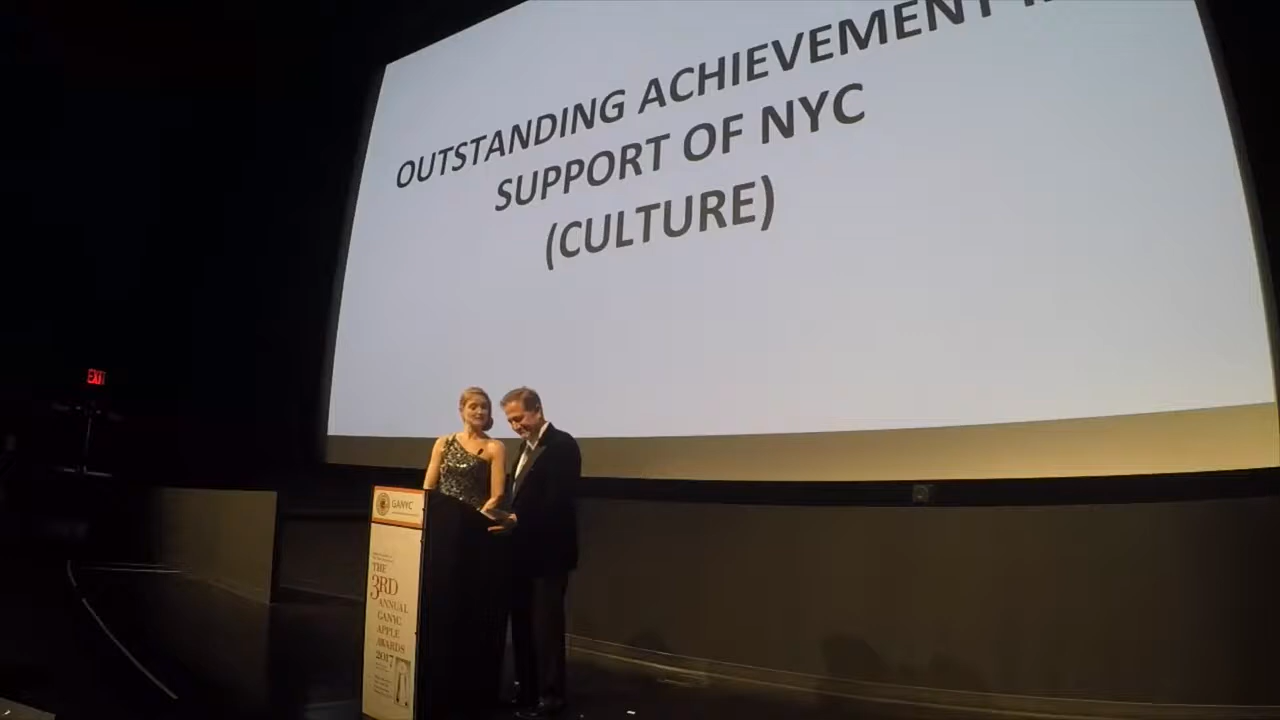 OUTSTANDING ACHIEVEMENT
SUPPORT OF NYC
(CULTURE)
EXIT
GANYC
THE
3RD
ANNUAL
GANYC
APPLE
AWARDS
2017